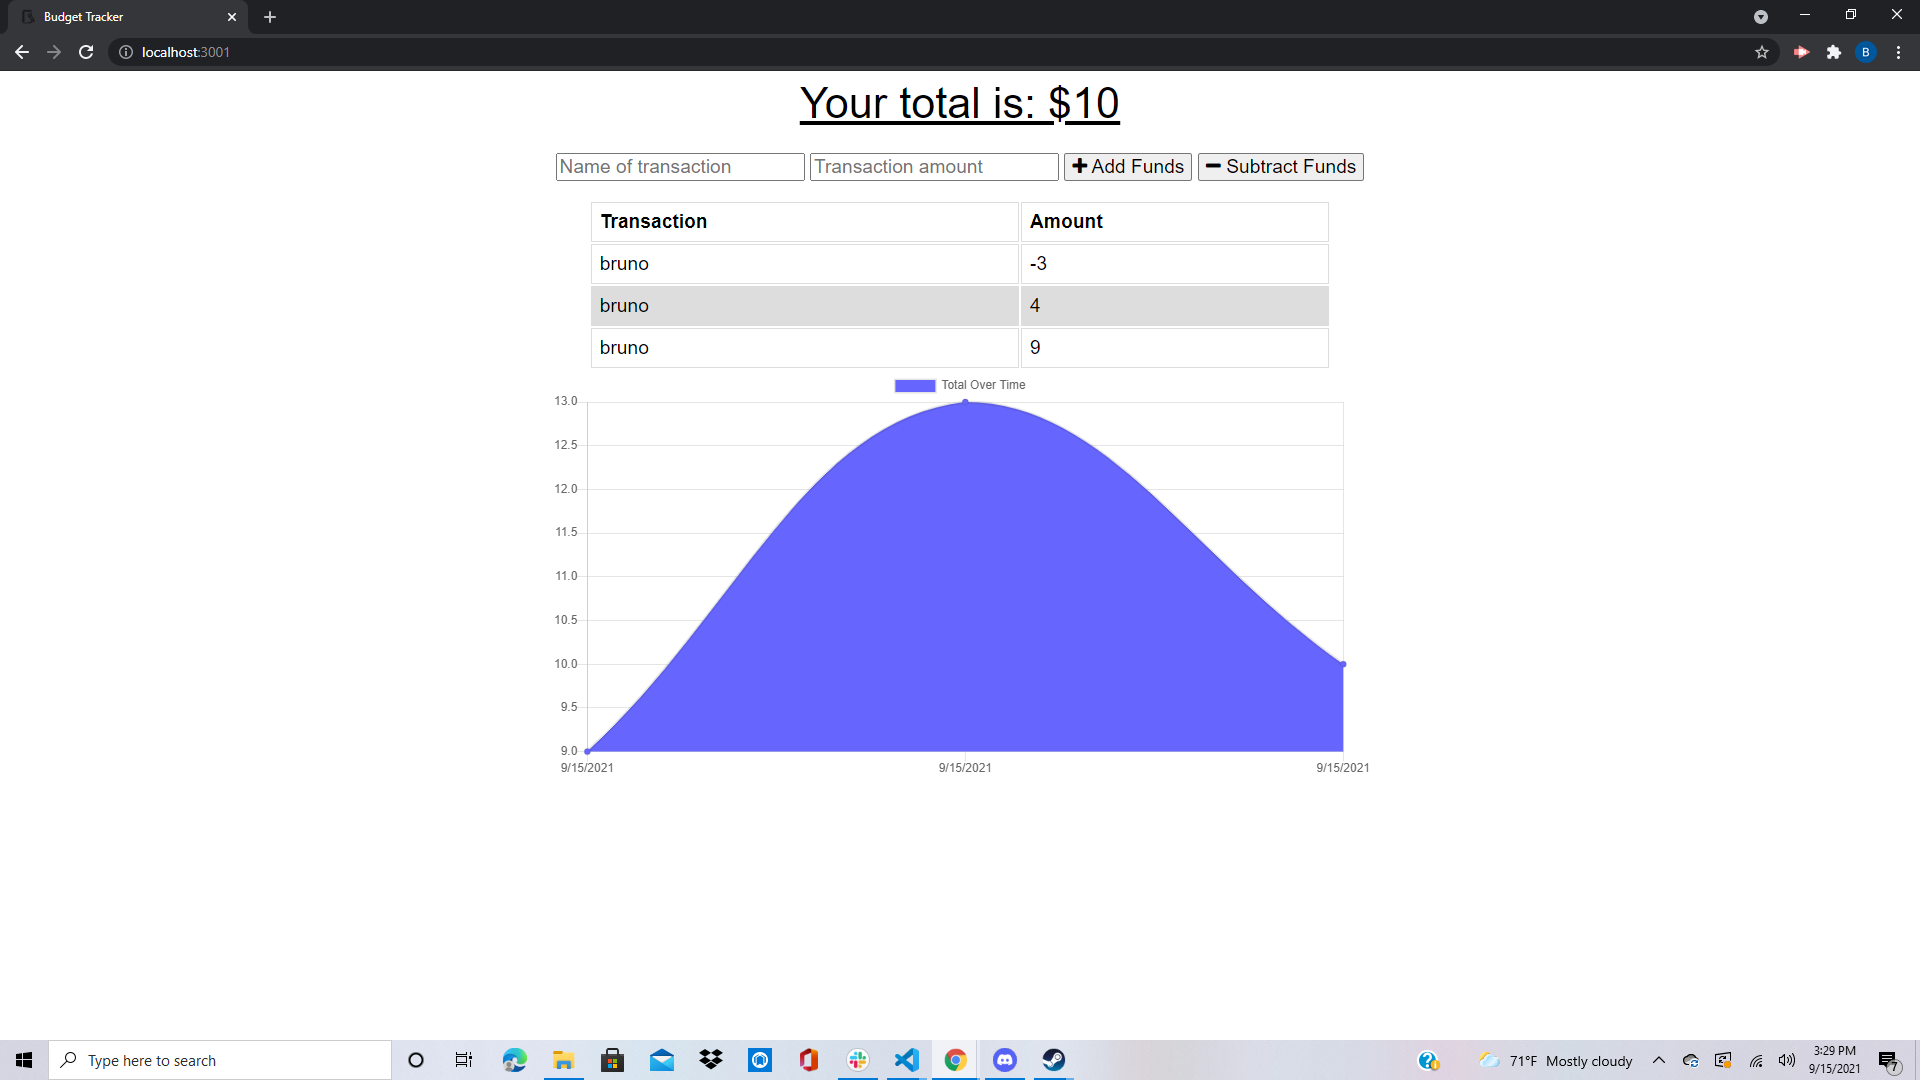 Budget Tracker
localhost:3001
B
Your total is: $10
Name of transaction Transaction amount Add Funds Subtract Funds
Transaction Amount
bruno -3
bruno 4
bruno 9
Total Over Time
13.0
12.5
12.0
11.5
11.0
10.5
10.0
9.5
9.0
9/15/2021 9/15/2021 9/15/2021
Type here to search
71°F Mostly cloudy
3:29 PM
9/15/2021
7